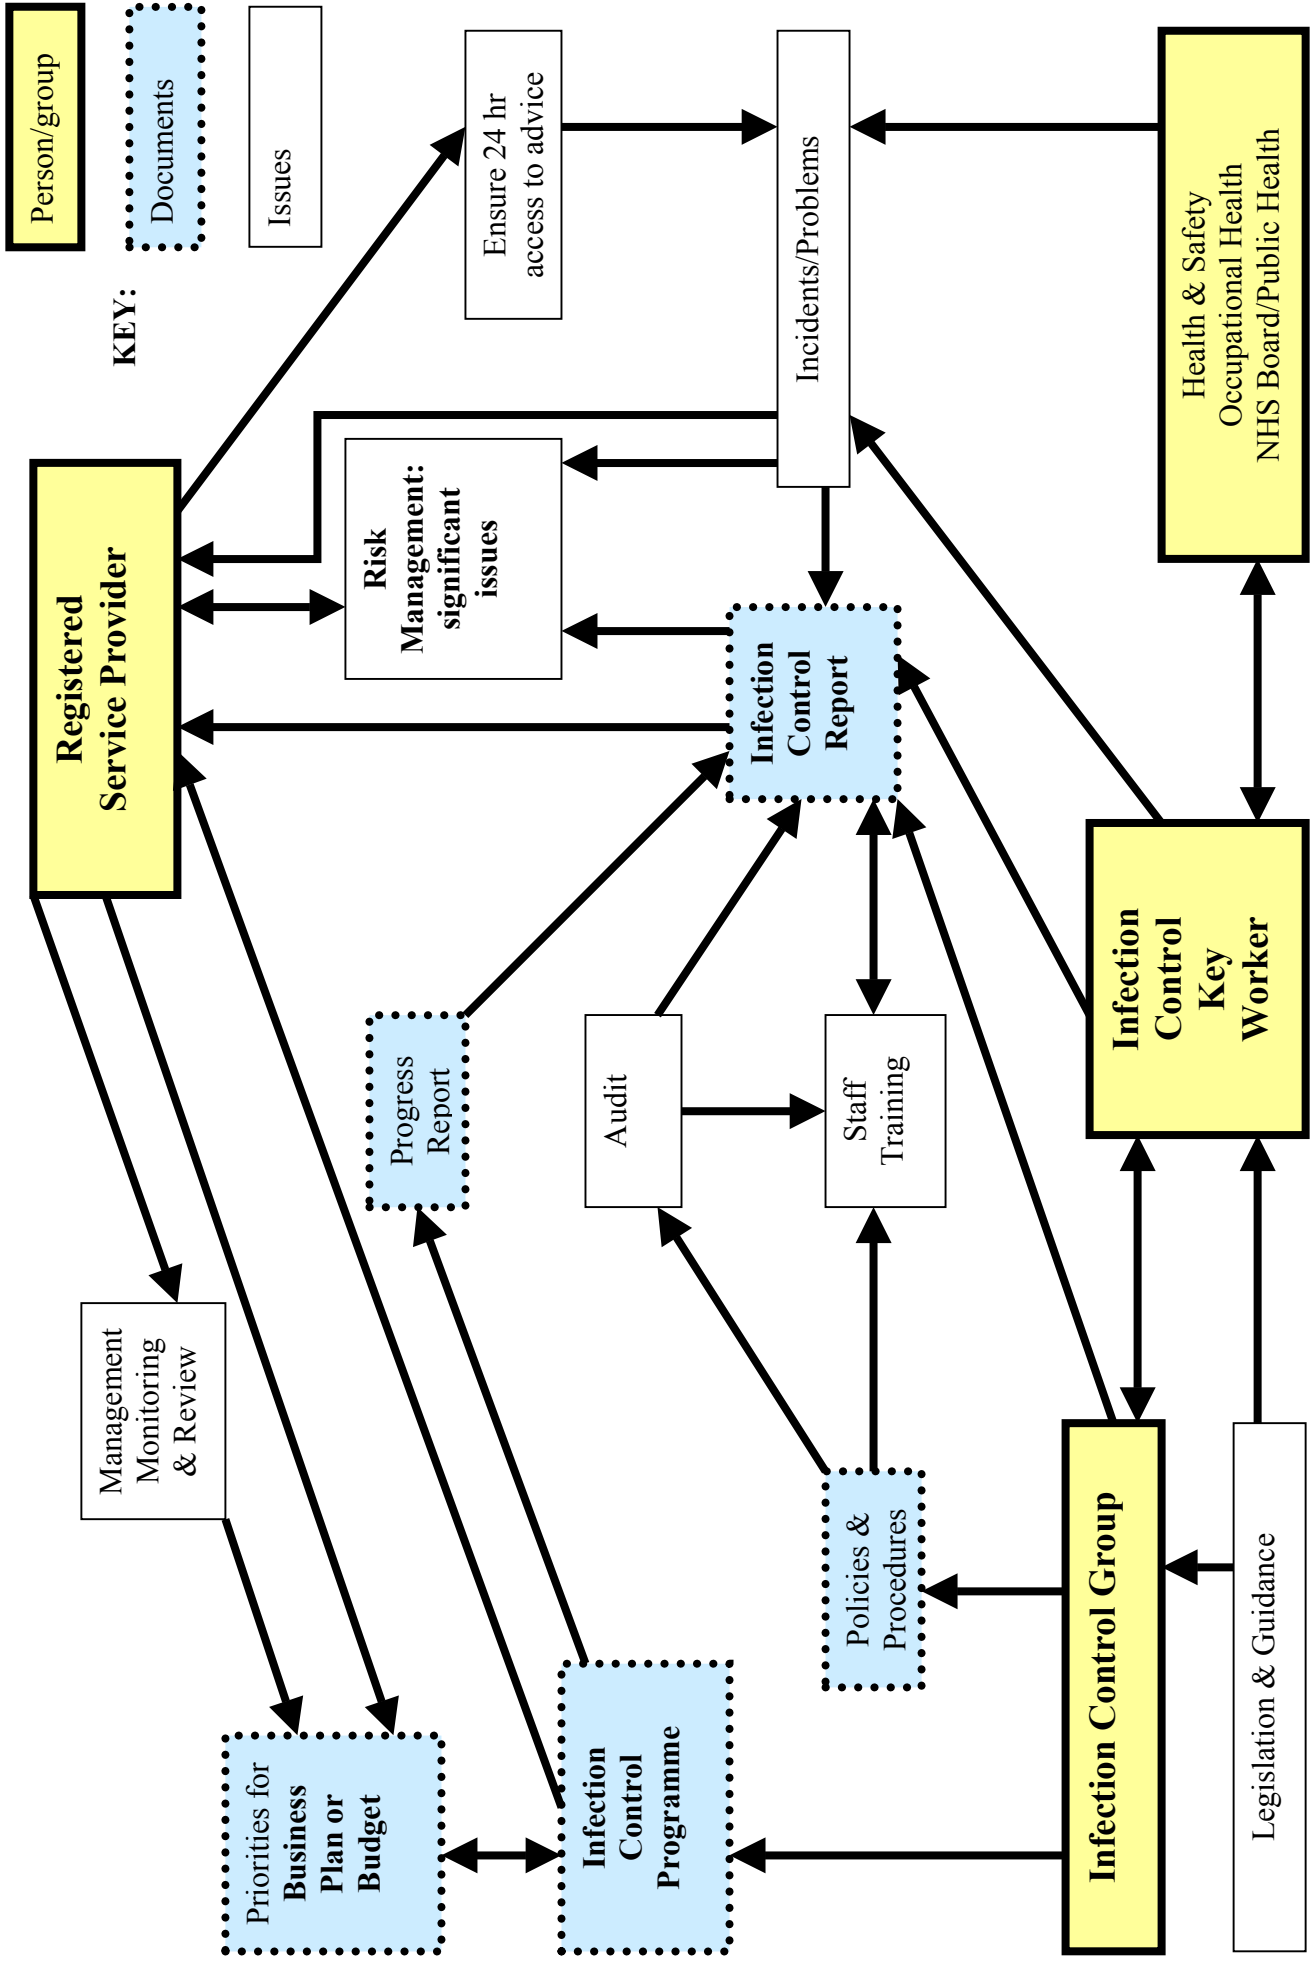 KEY:
Person/group
Documents
Issues
Registered
Service Provider
Management
Monitoring
& Review
Priorities for
Business
Plan or
Budget
Risk
Management:
significant
issues
Ensure 24 hr
access to advice
Progress
Report
Infection
Control
Programme
Audit
Infection
Control
Report
Incidents/Problems
Policies &
Procedures
Staff
Training
Infection Control Group
Infection
Control
Key
Worker
Health & Safety
Occupational Health
NHS Board/Public Health
Legislation & Guidance